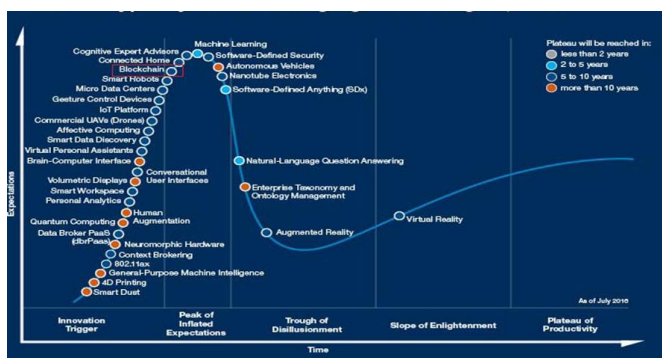 Plateau will be reached in:
less than 2 years
2 to 5 years
5 to 10 years
more than 10 years
Expectations
Machine Learning
Cognitive Expert Advisors
Software-Defined Security
Connected Home
Autonomous Vehicles
Blockchain
Nanotube Electronics
Smart Robots
Micro Data Centers
Software-Defined Anything (SDx)
Gesture Control Devices
IoT Platform
Commercial UAVs (Drones)
Affective Computing
Smart Data Discovery
Virtual Personal Assistants
Brain-Computer Interface
Natural-Language Question Answering
Conversational
User Interfaces
Volumetric Displays
Smart Workspace
Enterprise Taxonomy and
Ontology Management
Personal Analytics
Human
Augmentation
Quantum Computing
Virtual Reality
Data Broker PaaS
(dbrPaas)
Augmented Reality
Neuromorphic Hardware
Context Brokering
802.11ax
General-Purpose Machine Intelligence
4D Printing
Smart Dust
As of July 2016
Innovation
Trigger
Peak of
Inflated
Expectations
Trough of
Disillusionment
Slope of Enlightenment
Plateau of
Productivity
Time